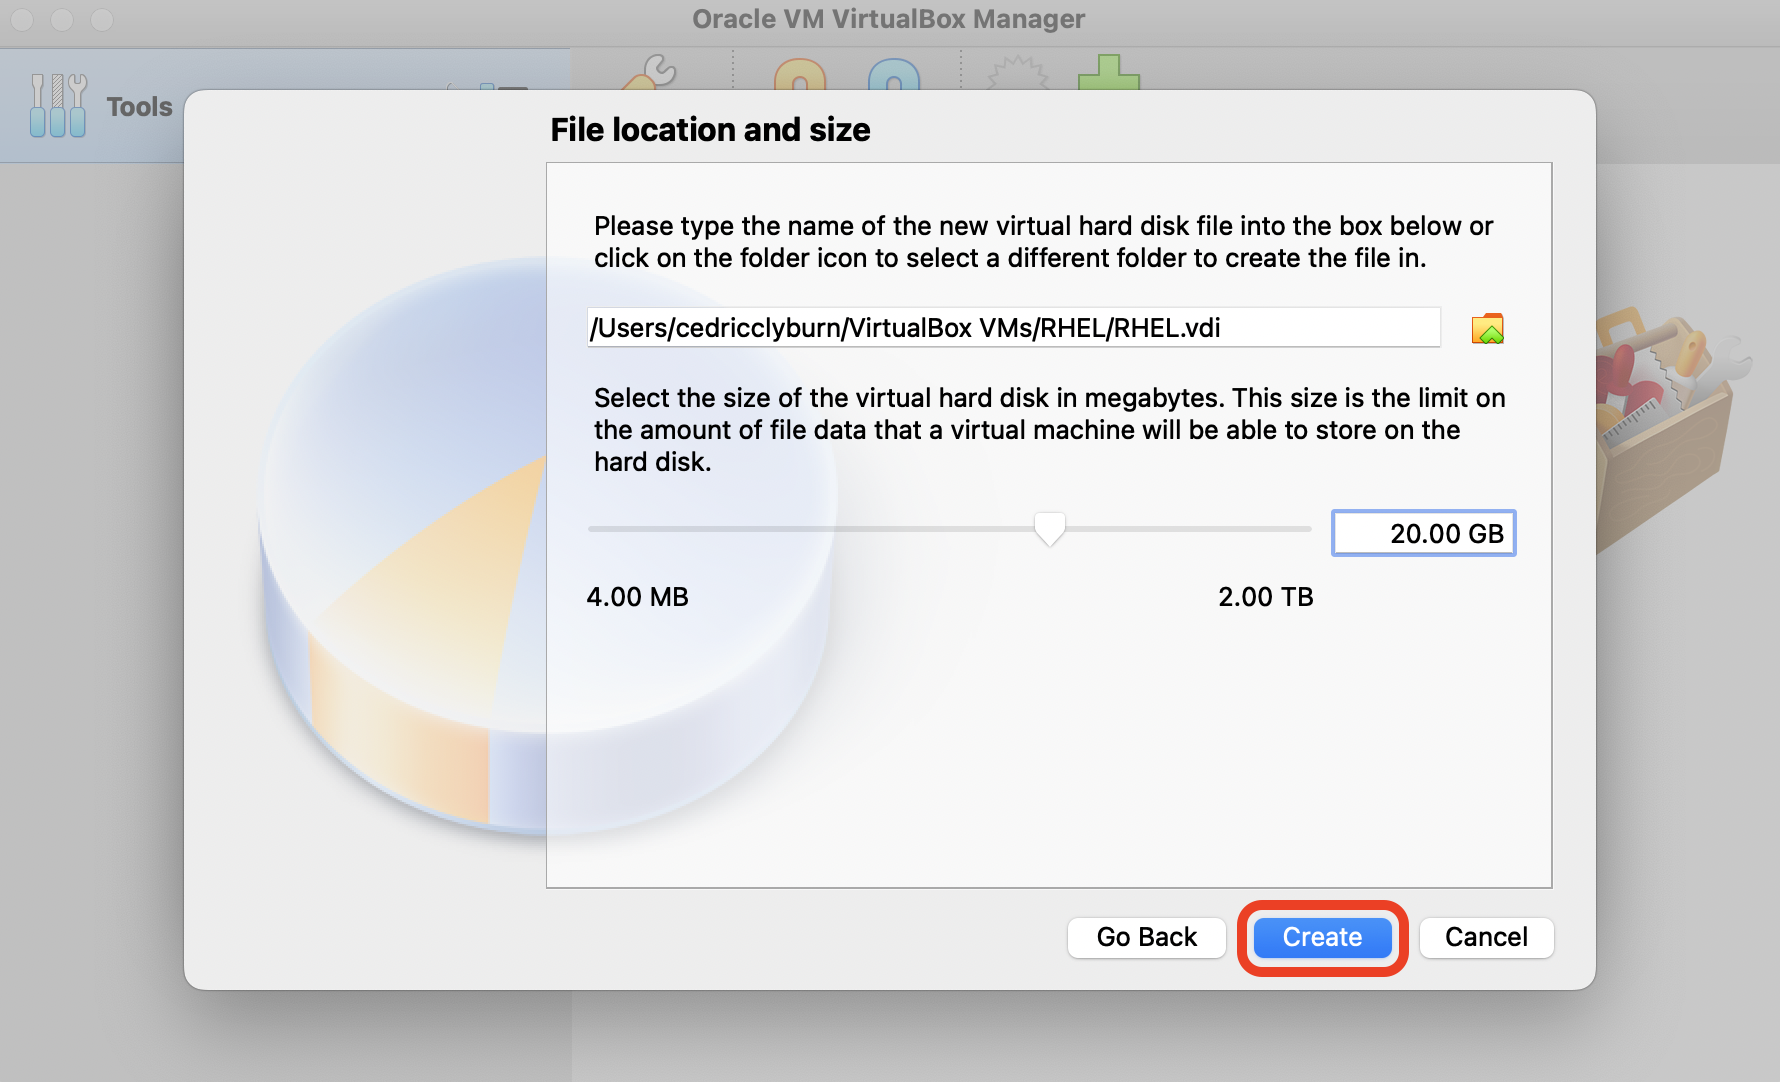 Oracle VM VirtualBox Manager
Tools
File location and size
Please type the name of the new virtual hard disk file into the box below or
click on the folder icon to select a different folder to create the file in.
/Users/cedricclyburn/VirtualBox VMs/RHEL/RHEL.vdi
Select the size of the virtual hard disk in megabytes. This size is the limit on
the amount of file data that a virtual machine will be able to store on the
hard disk.
20.00 GB
4.00 MB
2.00 TB
Go Back
Create
Cancel